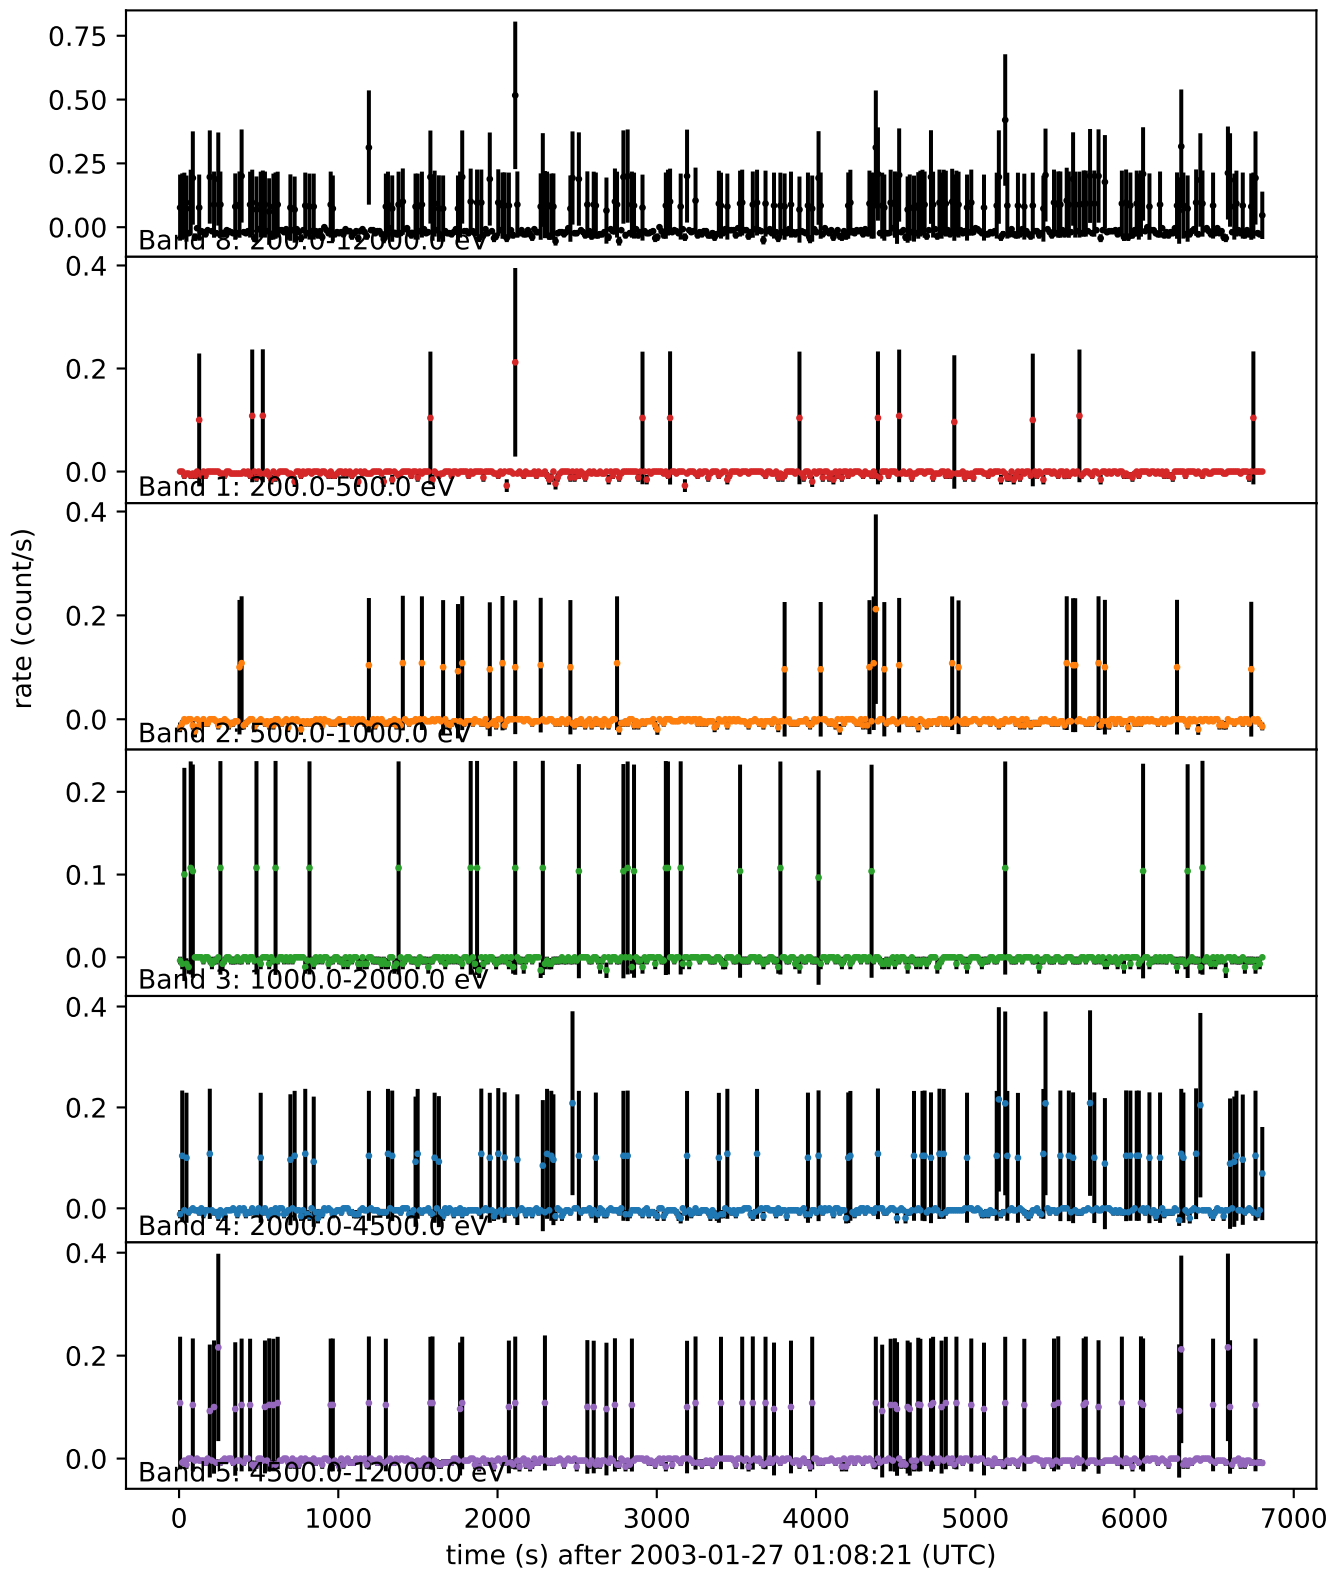 0.75
0.50
0.25
0.00
Band 8: 200.0-12000.0 eV
0.4
0.2
0.0
Band 1: 200.0-500.0 eV
0.4
0.2
0.0
Band 2: 500.0-1000.0 eV
rate (count/s)
0.2
0.1
0.0
Band 3: 1000.0-2000.0 eV
0.4
0.2
0.0
Band 4: 2000.0-4500.0 eV
0.4
0.2
0.0
Band 5: 4500.0-12000.0 eV
0 1000 2000 3000 4000 5000 6000 7000
time (s) after 2003-01-27 01:08:21 (UTC)